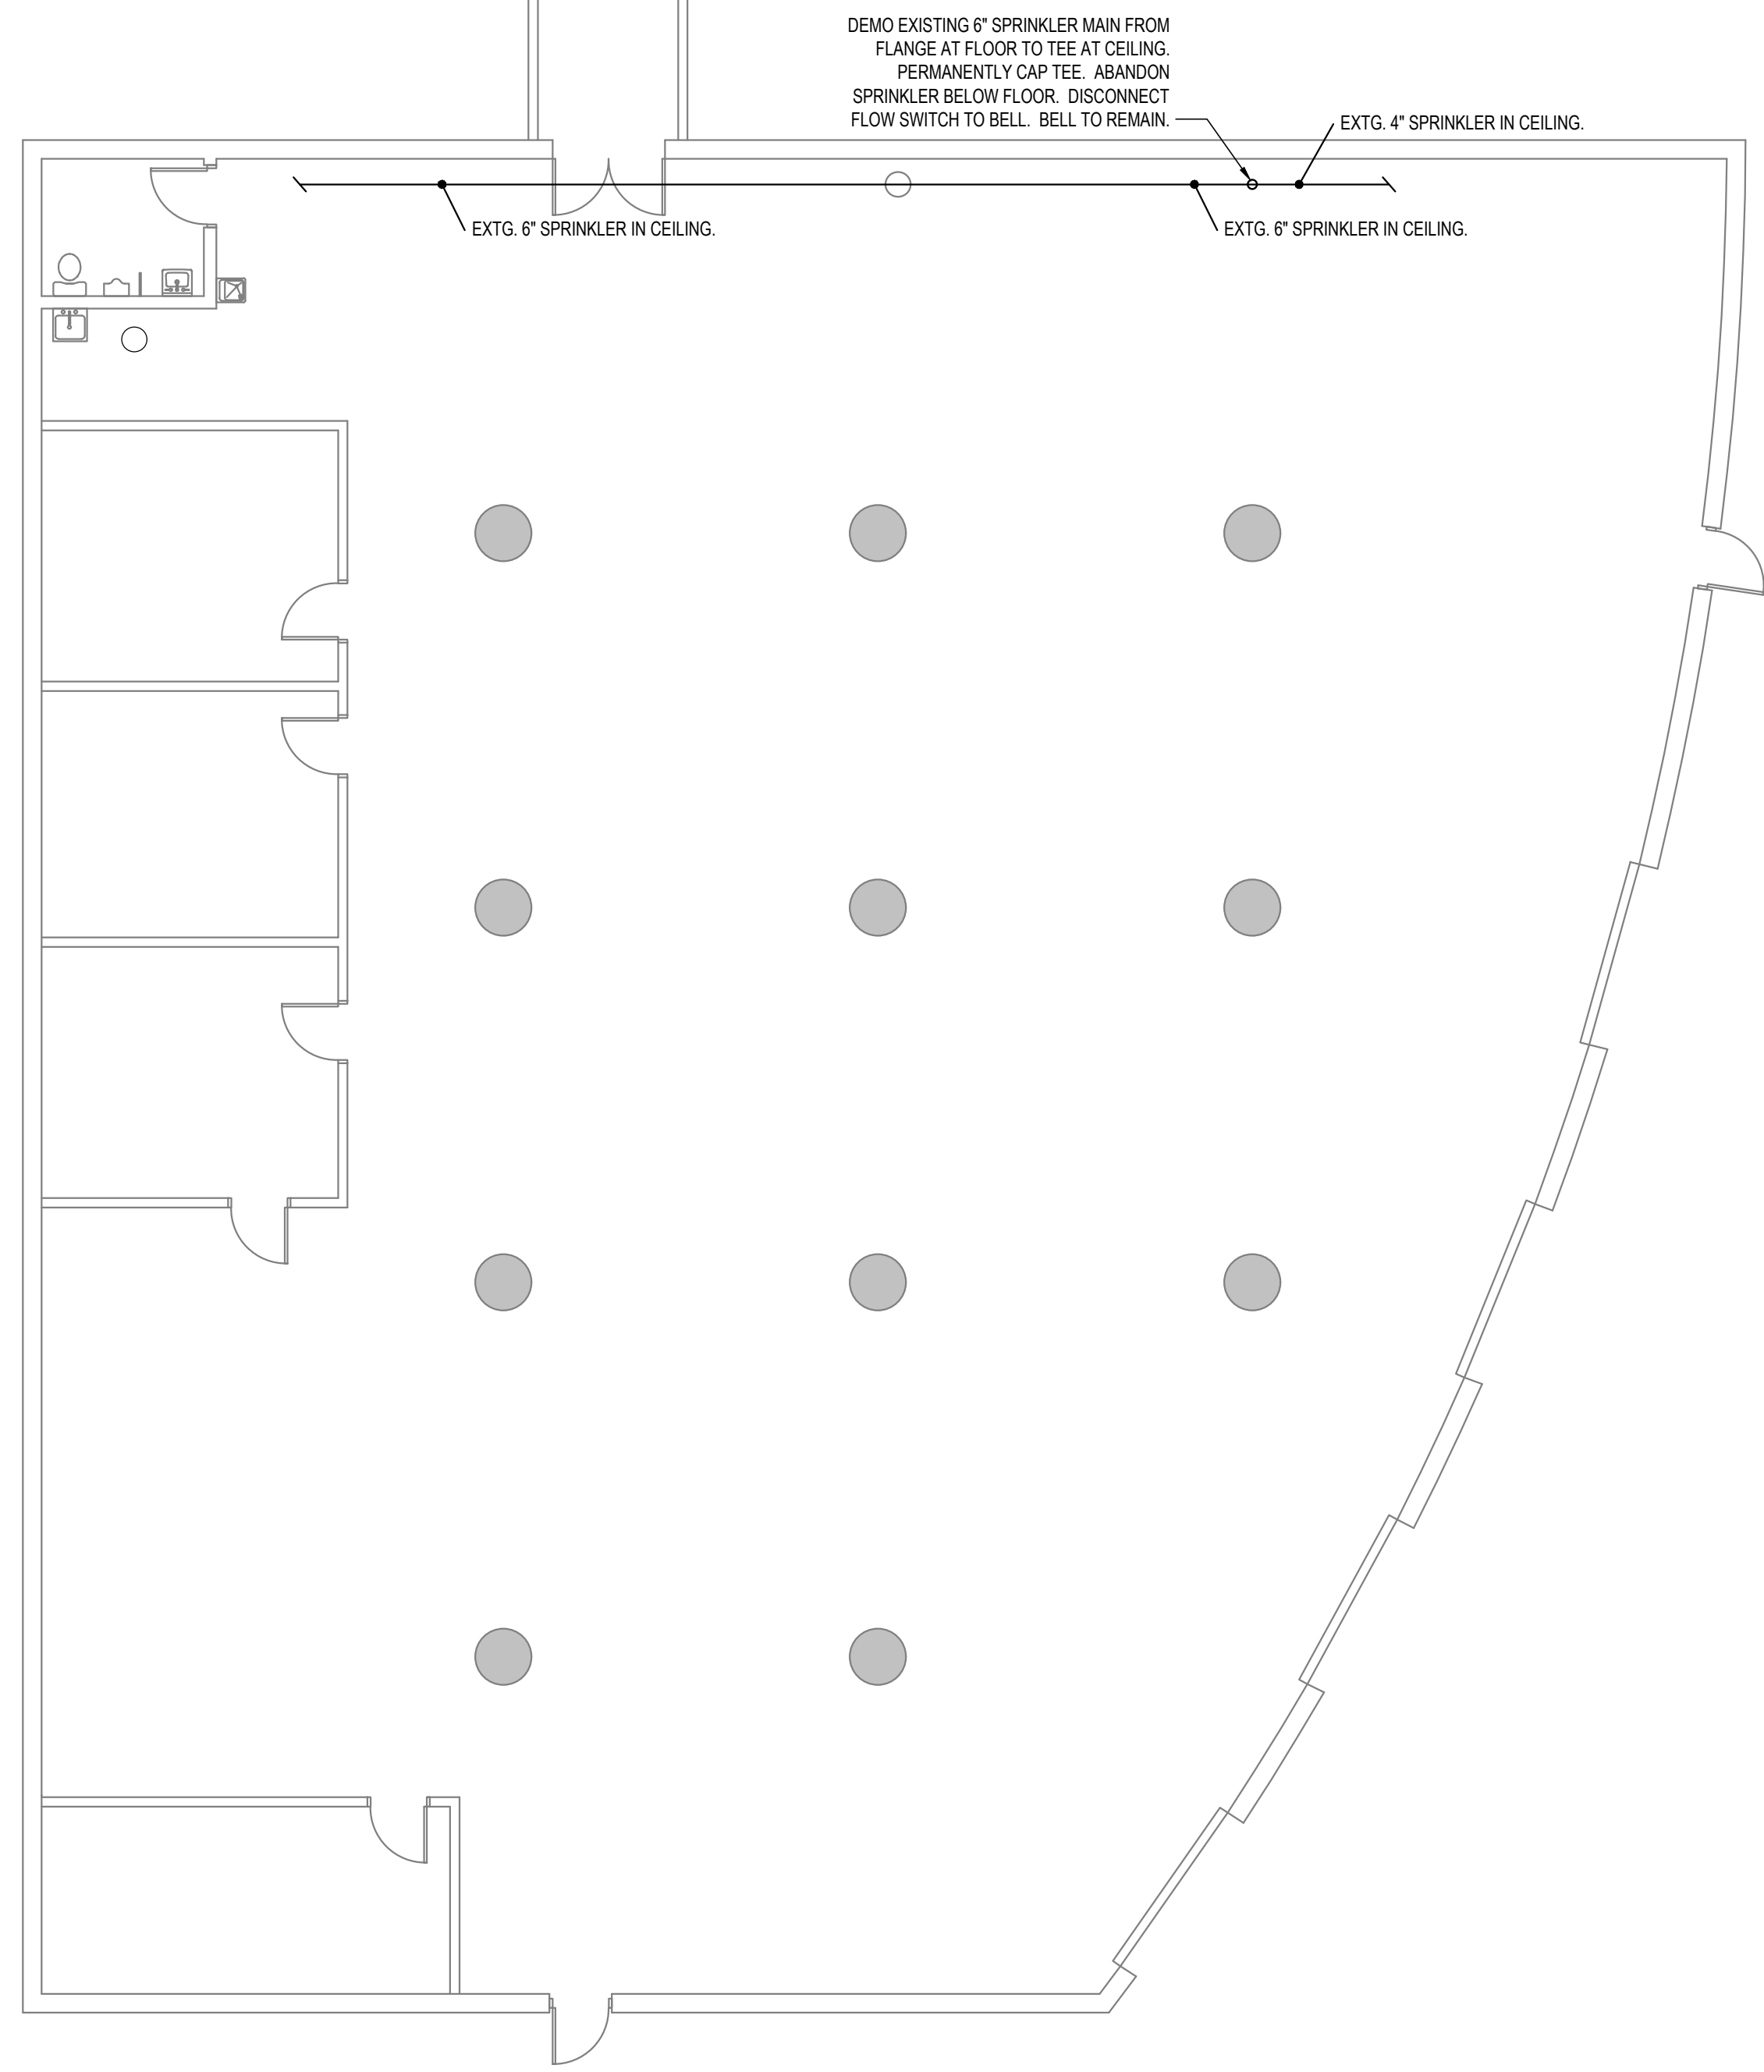 DEMO EXISTING 6" SPRINKLER MAIN FROM
FLANGE AT FLOOR TO TEE AT CEILING.
PERMANENTLY CAP TEE. ABANDON
SPRINKLER BELOW FLOOR. DISCONNECT
FLOW SWITCH TO BELL. BELL TO REMAIN.
EXTG. 4" SPRINKLER IN CEILING.
EXTG. 6" SPRINKLER IN CEILING.
EXTG. 6" SPRINKLER IN CEILING.